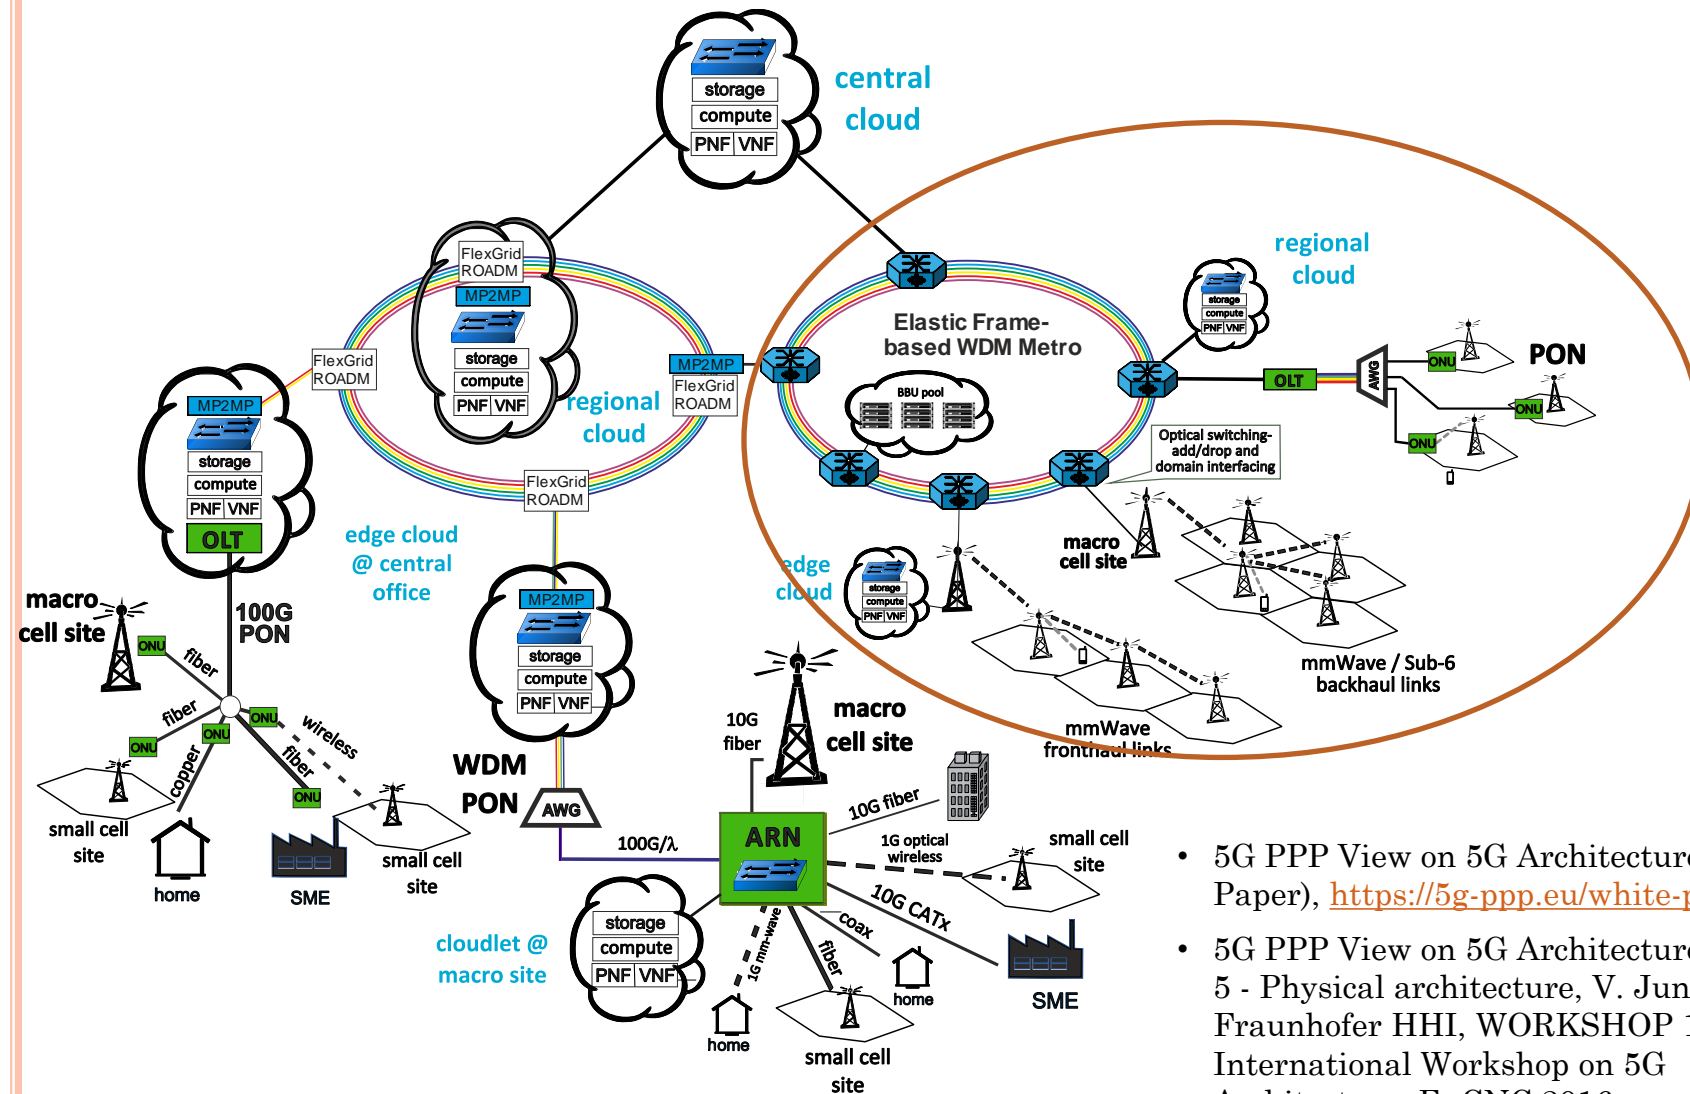 central
cloud
storage
compute
PNF VNF
FlexGrid
ROADM
MP2MP
storage
compute
PNF VNF
regional
cloud
FlexGrid
ROADM
MP2MP
FlexGrid
ROADM
FlexGrid
ROADM
MP2MP
storage
compute
PNF VNF
OLT
edge cloud
@ central
office
100G
PON
macro
cell site
ONU
fiber
fiber
ONU
ONU
ONU
wireless
copper
fiber
ONU
small cell
site
home
SME
small cell
site
MP2MP
storage
compute
PNF VNF
WDM
PON
AWG
100G/λ
ARN
10G
fiber
macro
cell site
10G fiber
1G optical
wireless
small cell
site
10G CATx
coax
fiber
1G mm-wave
SME
home
home
small cell
site
cloudlet @
macro site
storage
compute
PNF VNF
Elastic Frame-
based WDM Metro
BBU pool
regional
cloud
storage
compute
PNF VNF
OLT
AWG
ONU
ONU
ONU
PON
Optical switching-
add/drop and
domain interfacing
macro
cell site
edge
cloud
storage
compute
PNF VNF
mmWave / Sub-6
backhaul links
mmWave
fronthaul links
• 5G PPP View on 5G Architecture
Paper), https://5g-ppp.eu/white-p
• 5G PPP View on 5G Architecture
5 - Physical architecture, V. Jun
Fraunhofer HHI, WORKSHOP 1
International Workshop on 5G